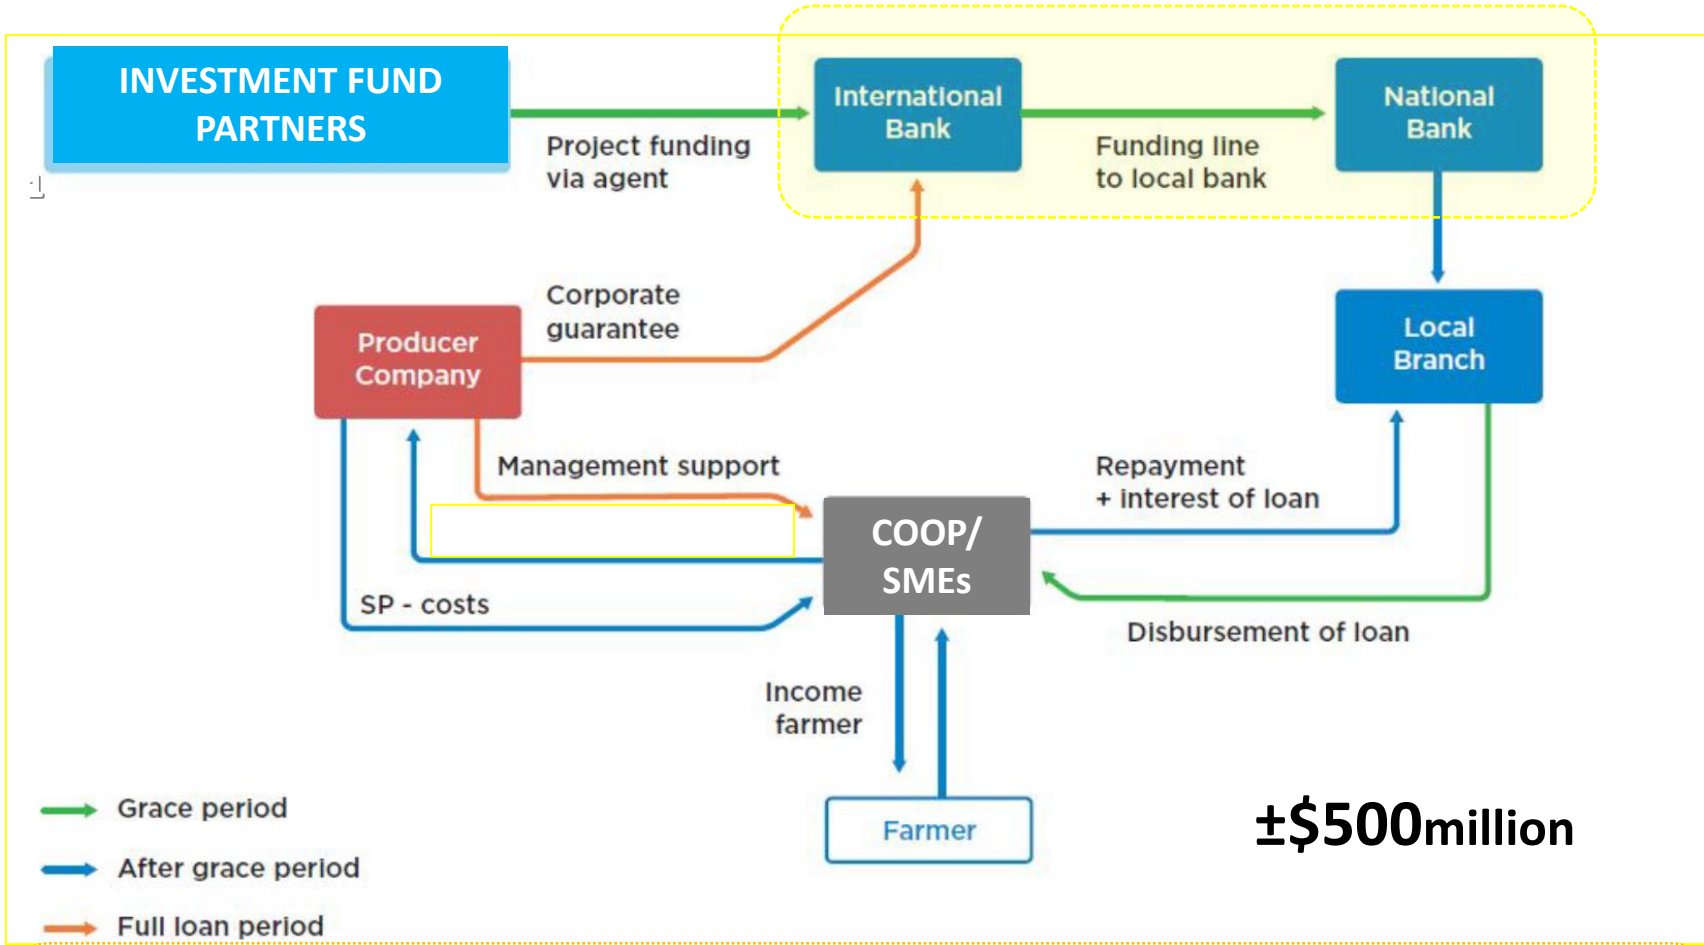 INVESTMENT FUND
PARTNERS
International
Bank
National
Bank
Project funding
via agent
Funding line
to local bank
1
Corporate
guarantee
Producer
Company
Local
Branch
Management support
Repayment
+ interest of loan
COOP/
SMEs
SP - costs
Disbursement of loan
Income
farmer
Farmer
Grace period
After grace period
Full loan period
±$500million